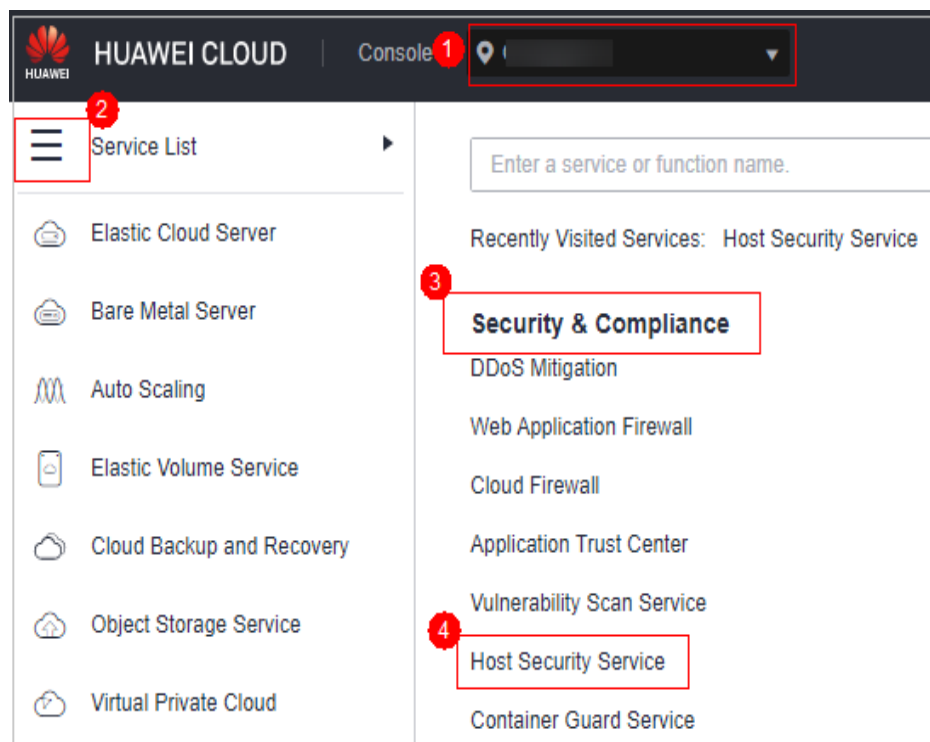 HUAWEI
HUAWEI CLOUD
Console
1
2
Service List
Elastic Cloud Server
Bare Metal Server
Auto Scaling
Elastic Volume Service
Cloud Backup and Recovery
Object Storage Service
Virtual Private Cloud
Enter a service or function name.
Recently Visited Services: Host Security Service
3
Security & Compliance
DDoS Mitigation
Web Application Firewall
Cloud Firewall
Application Trust Center
Vulnerability Scan Service
4
Host Security Service
Container Guard Service